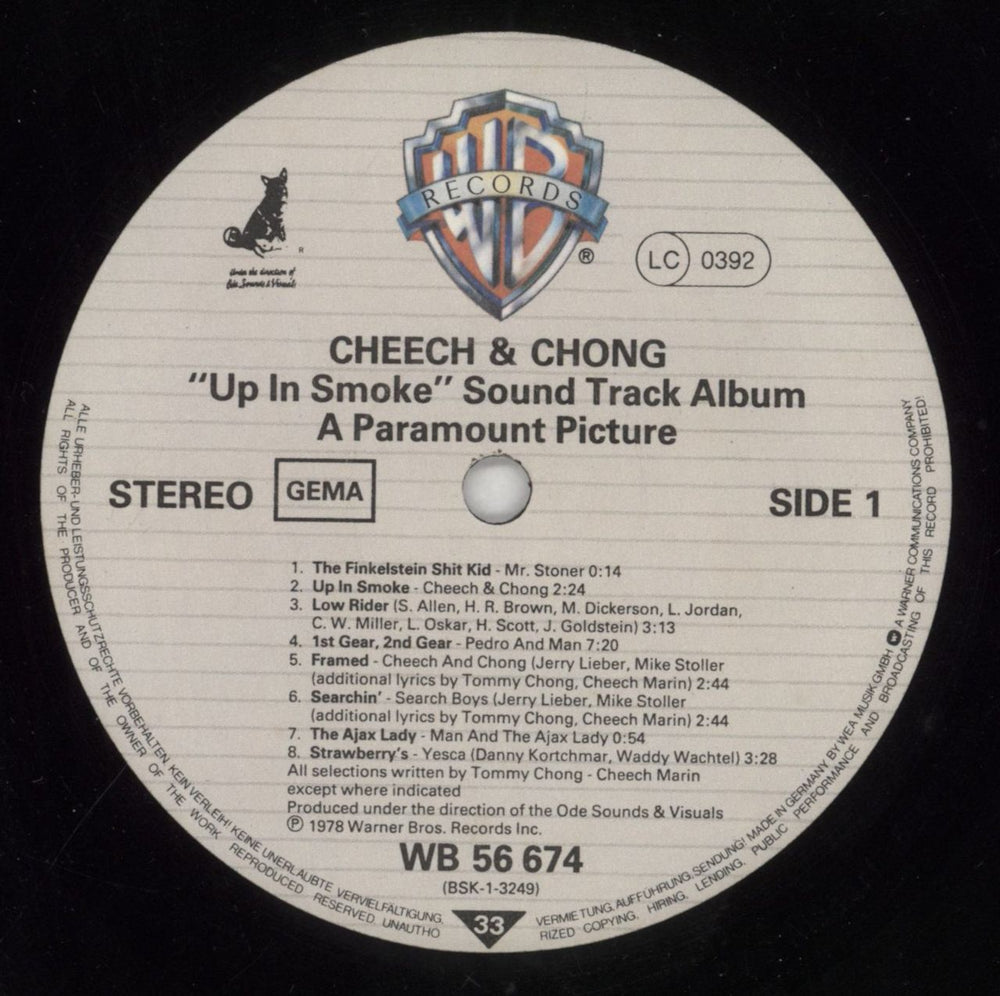 WB
RECORDS
®
R
Under the direction of
Ode Sounds & Visuals
LC 0392
CHEECH & CHONG
"Up In Smoke" Sound Track Album
A Paramount Picture
STEREO GEMA SIDE 1
1. The Finkelstein Shit Kid - Mr. Stoner 0:14
2. Up In Smoke - Cheech & Chong 2:24
3. Low Rider (S. Allen, H. R. Brown, M. Dickerson, L. Jordan,
C. W. Miller, L. Oskar, H. Scott, J. Goldstein) 3:13
4. 1st Gear, 2nd Gear - Pedro And Man 7:20
5. Framed - Cheech And Chong (Jerry Lieber, Mike Stoller
(additional lyrics by Tommy Chong, Cheech Marin) 2:44
6. Searchin' - Search Boys (Jerry Lieber, Mike Stoller
(additional lyrics by Tommy Chong, Cheech Marin) 2:44
7. The Ajax Lady - Man And The Ajax Lady 0:54
8. Strawberry's - Yesca (Danny Kortchmar, Waddy Wachtel) 3:28
All selections written by Tommy Chong - Cheech Marin
except where indicated
Produced under the direction of the Ode Sounds & Visuals
℗ 1978 Warner Bros. Records Inc.
WB 56 674
(BSK-1-3249)
33
ALLE URHEBER- UND LEISTUNGSSCHUTZRECHTE VORBEHALTEN KEIN VERLEIH! KEINE UNERLAUBTE VERVIELFÄLTIGUNG, VERMIETUNG, AUFFÜHRUNG, SENDUNG! MADE IN GERMANY BY WEA MUSIK GMBH A WARNER COMMUNICATIONS COMPANY
ALL RIGHTS OF THE PRODUCER AND OF THE OWNER OF THE WORK REPRODUCED RESERVED. UNAUTHORIZED COPYING, HIRING, LENDING, PUBLIC PERFORMANCE AND BROADCASTING OF THIS RECORD PROHIBITED!